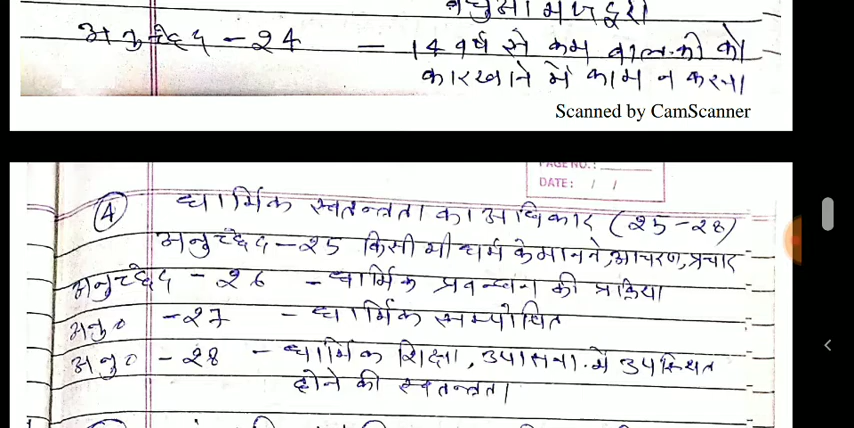 अनुच्छेद - 24 - 14 वर्ष से कम बालकों को
कारखाने में काम न करना
Scanned by CamScanner
PAGE NO.:
DATE: / /
(4) धार्मिक स्वतन्त्रता का अधिकार (25-28)
अनुच्छेद - 25 किसी भी धर्म के मानने, आचरण, प्रचार
अनुच्छेद - 26 - धार्मिक प्रबन्धन की प्रक्रिया
अनु० - 27 - धार्मिक सम्पोषित
अनु० - 28 - धार्मिक शिक्षा, उपासना में उपस्थित
होने की स्वतन्त्रता।